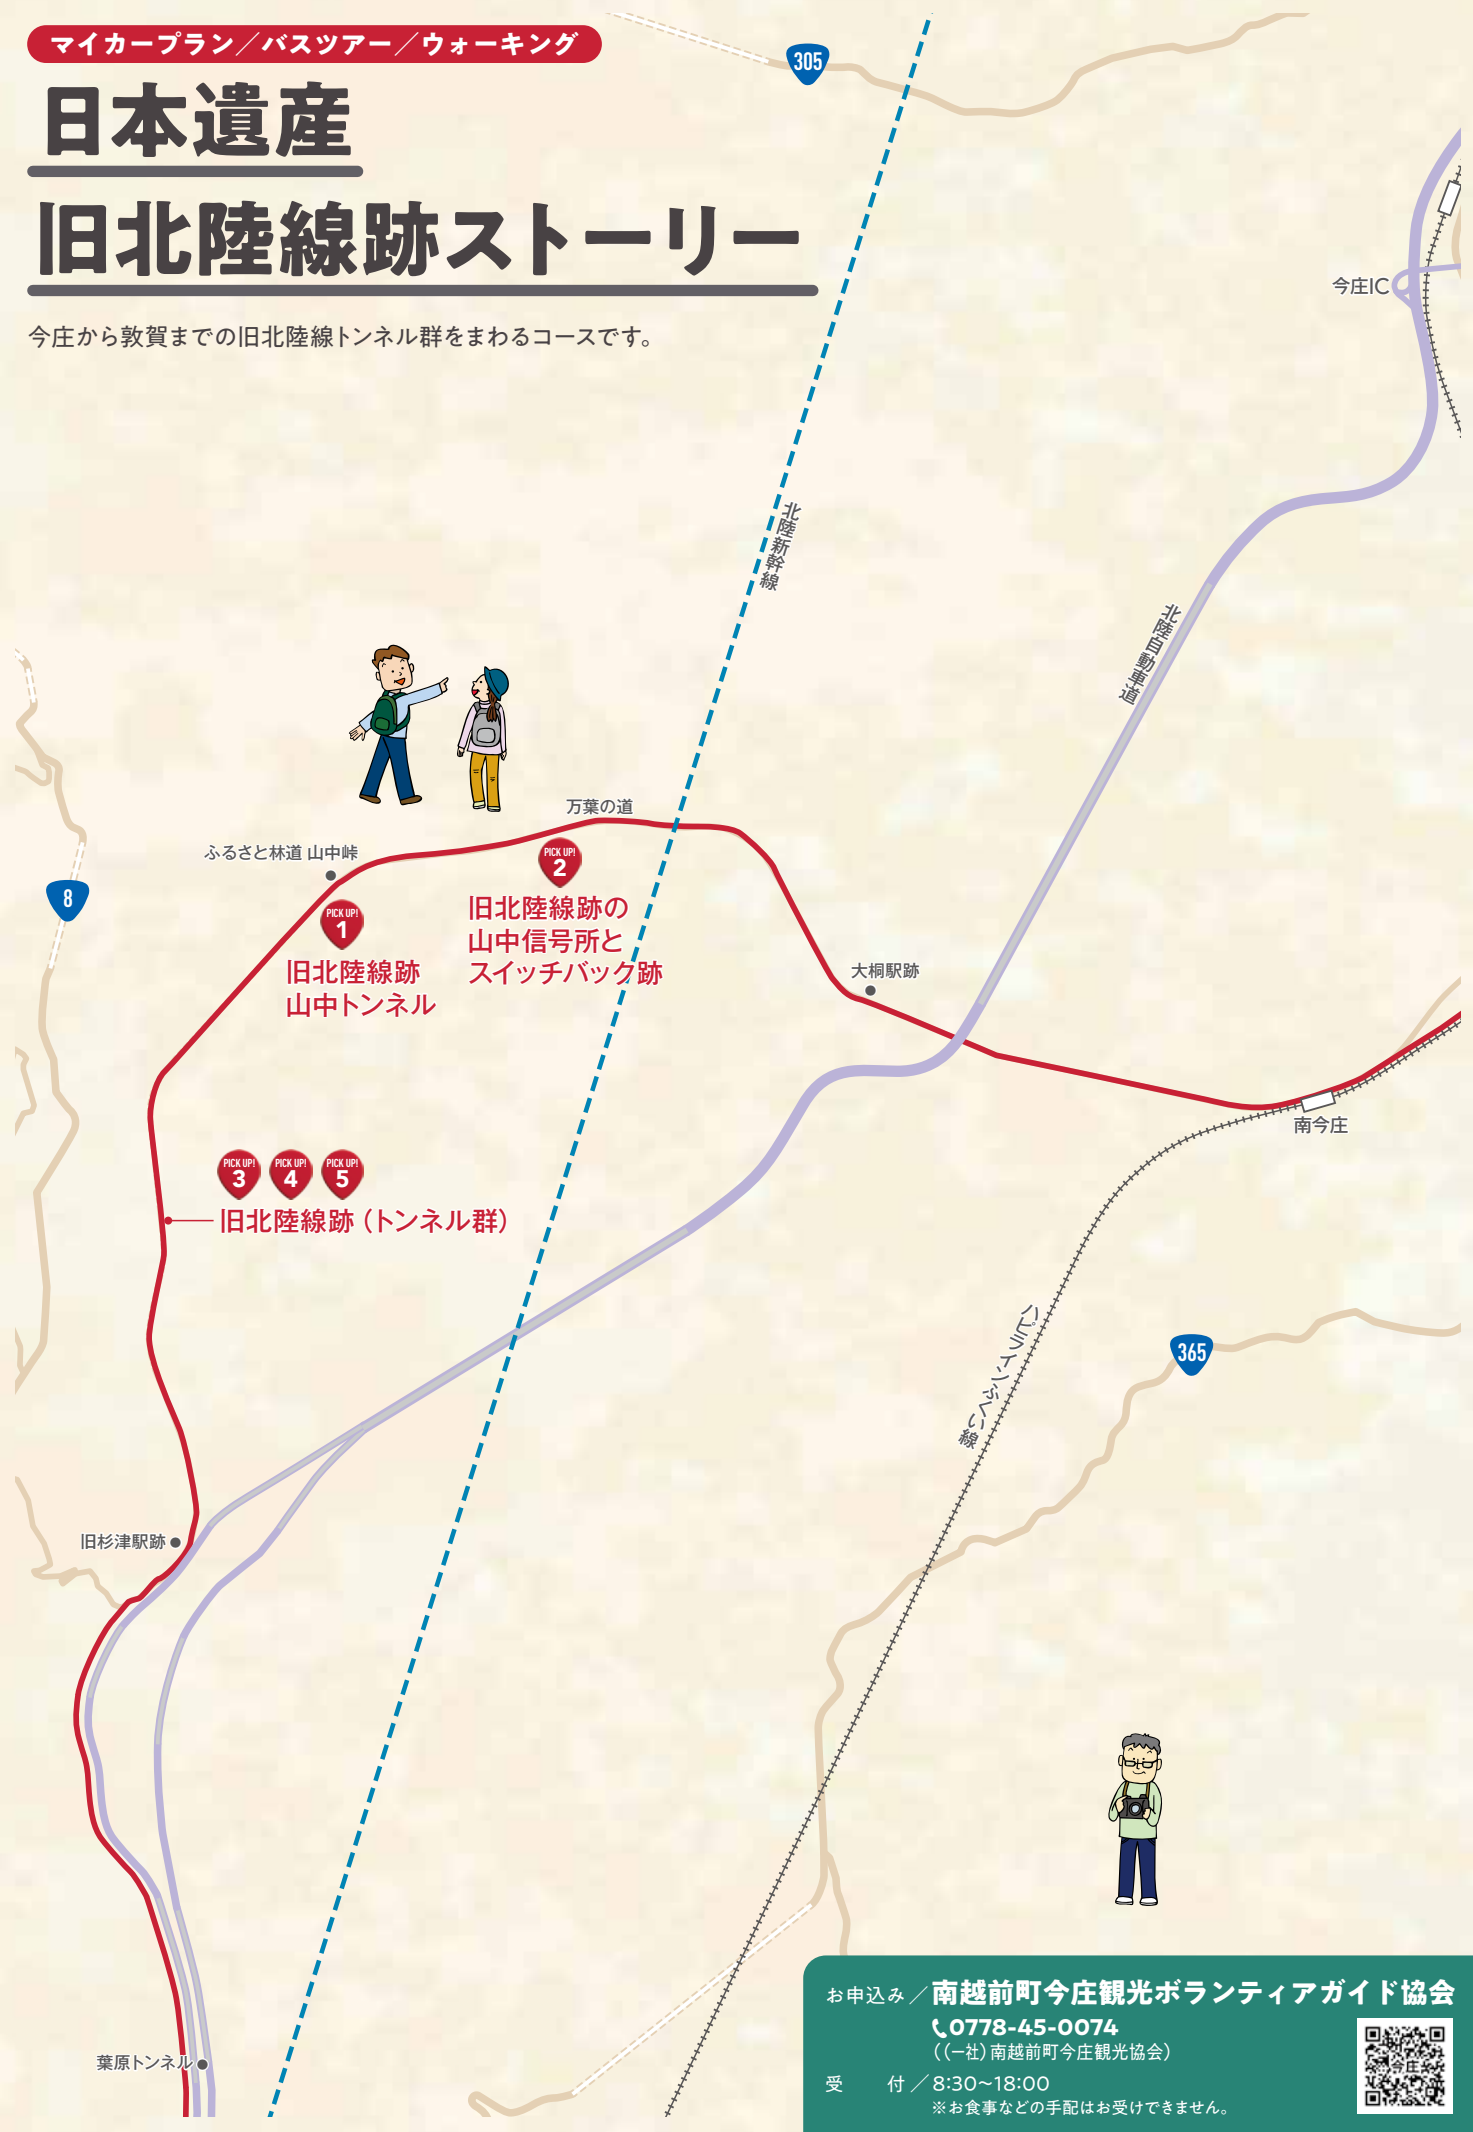 マイカープラン／バスツアー／ウォーキング
日本遺産
旧北陸線跡ストーリー
今庄から敦賀までの旧北陸線トンネル群をまわるコースです。
305
今庄IC
北陸新幹線
北陸自動車道
万葉の道
ふるさと林道 山中峠
8
PICK UP!
1
旧北陸線跡
山中トンネル
PICK UP!
2
旧北陸線跡の
山中信号所と
スイッチバック跡
大桐駅跡
南今庄
PICK UP!
3
PICK UP!
4
PICK UP!
5
旧北陸線跡（トンネル群）
ハピラインふくい線
365
旧杉津駅跡
葉原トンネル
お申込み／南越前町今庄観光ボランティアガイド協会
0778-45-0074
（（一社）南越前町今庄観光協会）
受　付／8:30〜18:00
※お食事などの手配はお受けできません。
今庄